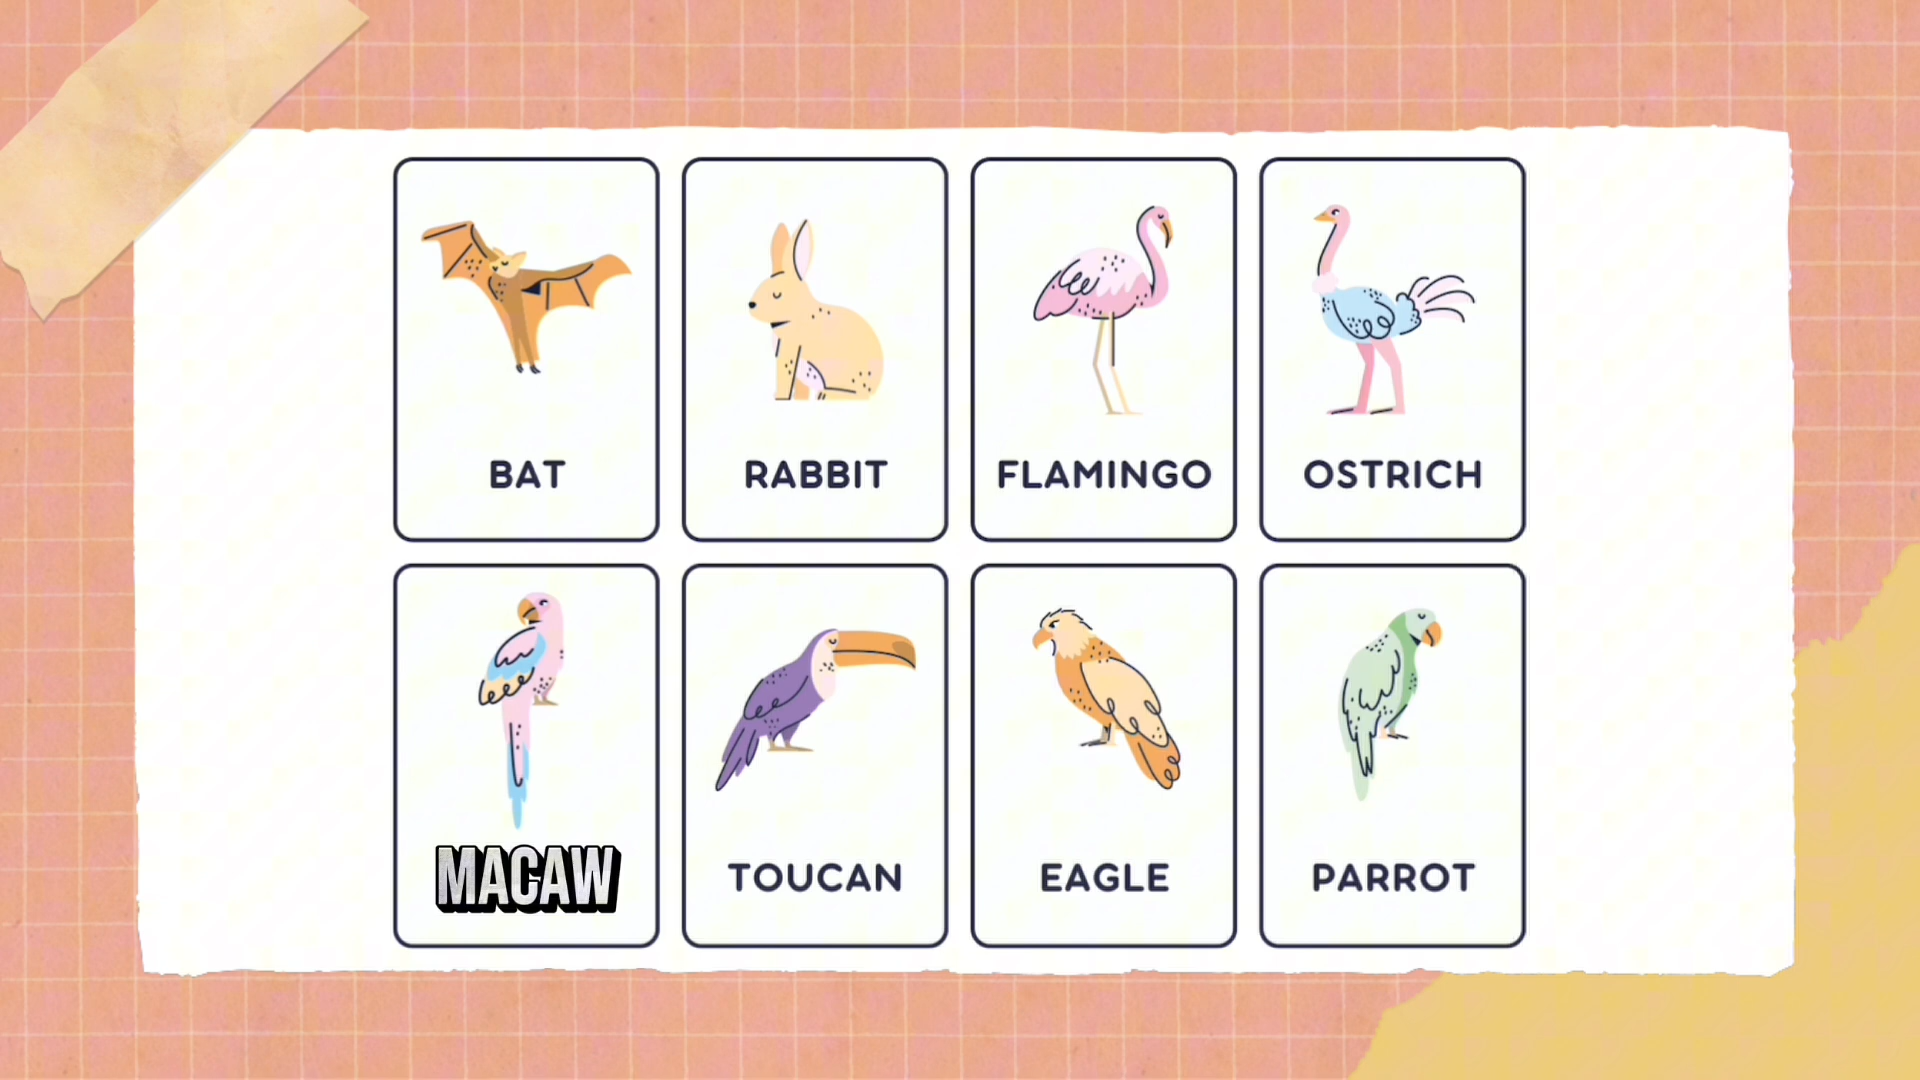 BAT
RABBIT
FLAMINGO
OSTRICH
MACAW
TOUCAN
EAGLE
PARROT